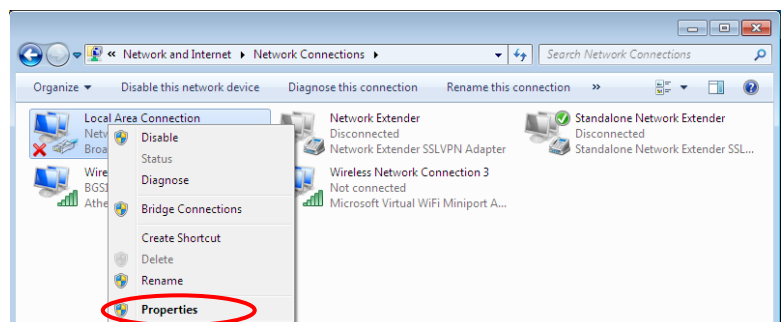 « Network and Internet ▸ Network Connections ▸
Search Network Connections
Organize ▾ Disable this network device Diagnose this connection Rename this connection »
Local Area Connection
Netw
Broa
Disable
Status
Diagnose
Bridge Connections
Create Shortcut
Delete
Rename
Properties
Network Extender
Disconnected
Network Extender SSLVPN Adapter
Standalone Network Extender
Disconnected
Standalone Network Extender SSL...
Wire
Athe
Wireless Network Connection 3
Not connected
Microsoft Virtual WiFi Miniport A...